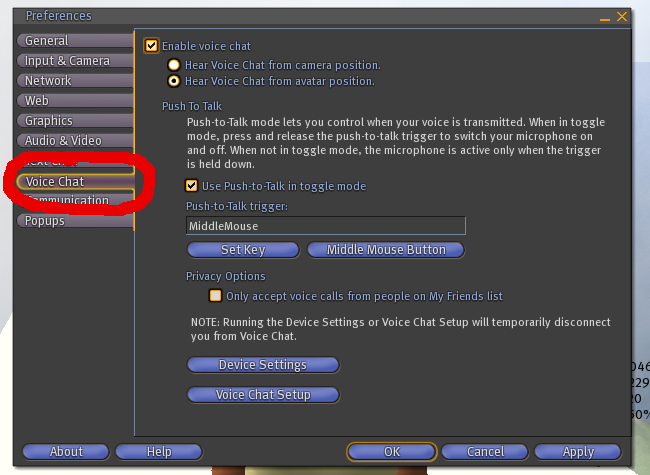 Preferences
General
Input & Camera
Network
Web
Graphics
Audio & Video
Voice Chat
Communication
Popups
Enable voice chat
Hear Voice Chat from camera position.
Hear Voice Chat from avatar position.
Push To Talk
Push-to-Talk mode lets you control when your voice is transmitted. When in toggle
mode, press and release the push-to-talk trigger to switch your microphone on
and off. When not in toggle mode, the microphone is active only when the trigger
is held down.
Use Push-to-Talk in toggle mode
Push-to-Talk trigger:
MiddleMouse
Set Key
Middle Mouse Button
Privacy Options
Only accept voice calls from people on My Friends list
NOTE: Running the Device Settings or Voice Chat Setup will temporarily disconnect
you from Voice Chat.
Device Settings
Voice Chat Setup
About
Help
OK
Cancel
Apply